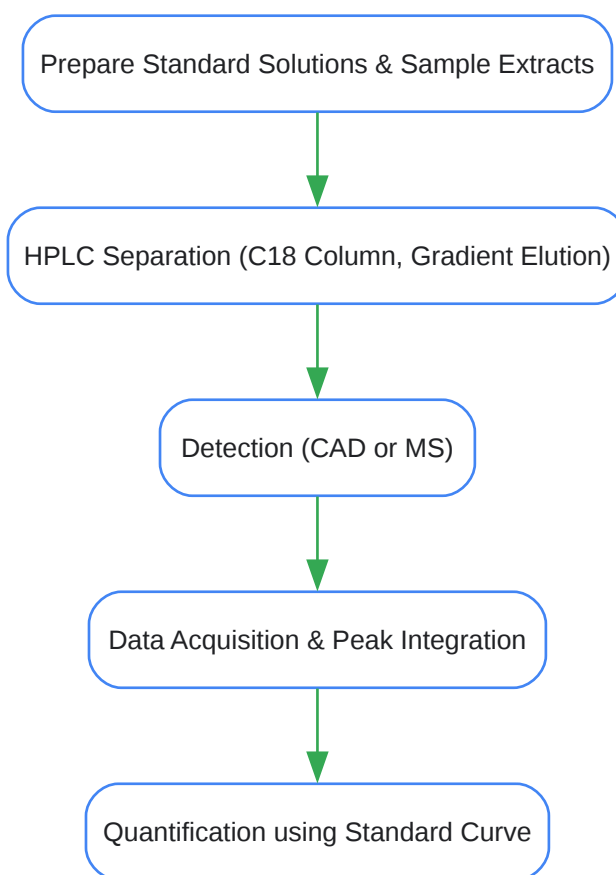 Prepare Standard Solutions & Sample Extracts
HPLC Separation (C18 Column, Gradient Elution)
Detection (CAD or MS)
Data Acquisition & Peak Integration
Quantification using Standard Curve